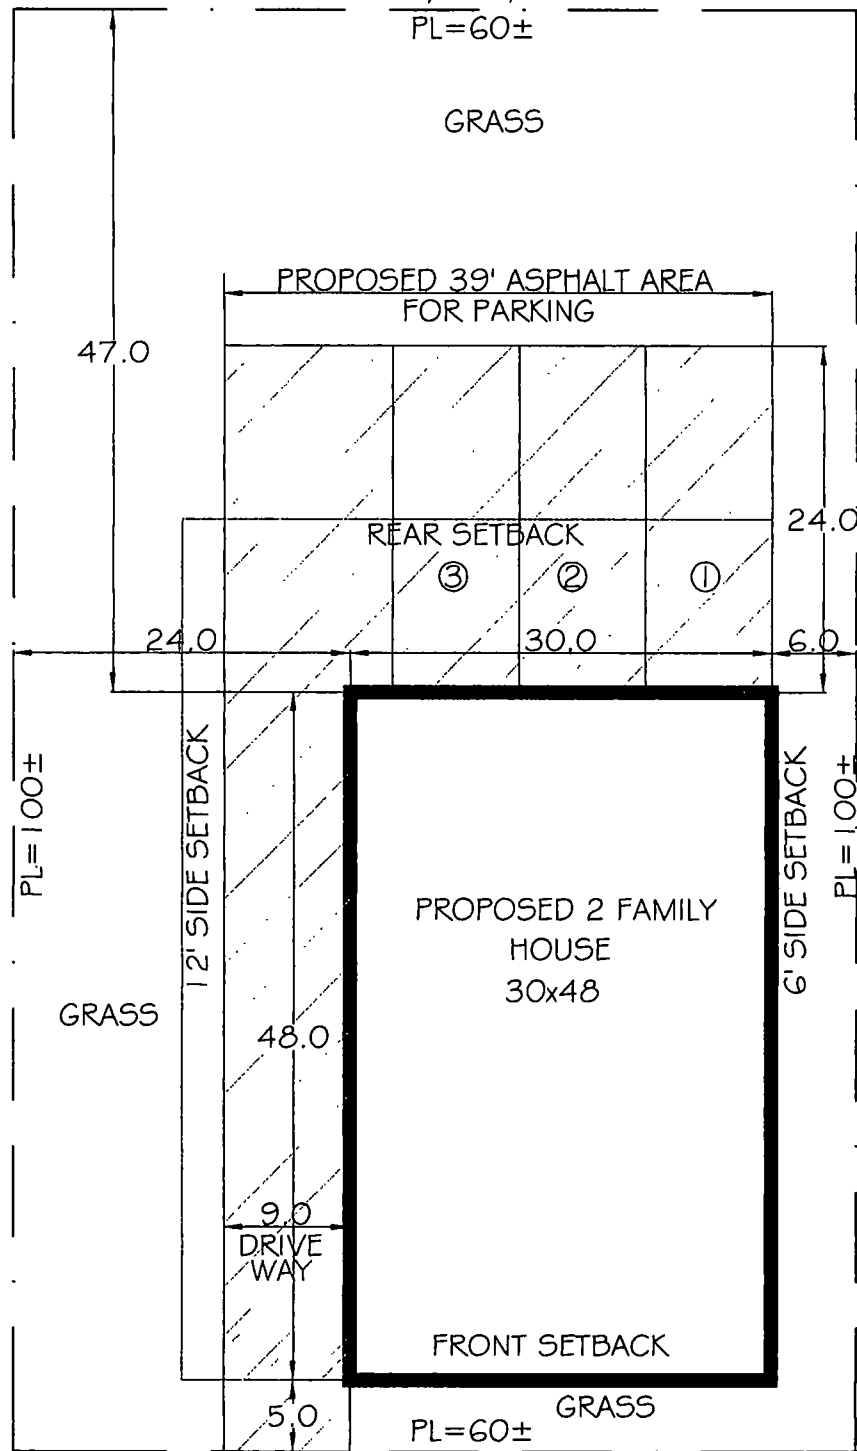 PL=60±
GRASS
PROPOSED 39' ASPHALT AREA
FOR PARKING
47.0
24.0
REAR SETBACK
③
②
①
24.0
30.0
6.0
PL=100±
12' SIDE SETBACK
6' SIDE SETBACK
PL=100±
PROPOSED 2 FAMILY
HOUSE
30x48
GRASS
48.0
9.0
DRIVE
WAY
FRONT SETBACK
5.0
GRASS
PL=60±